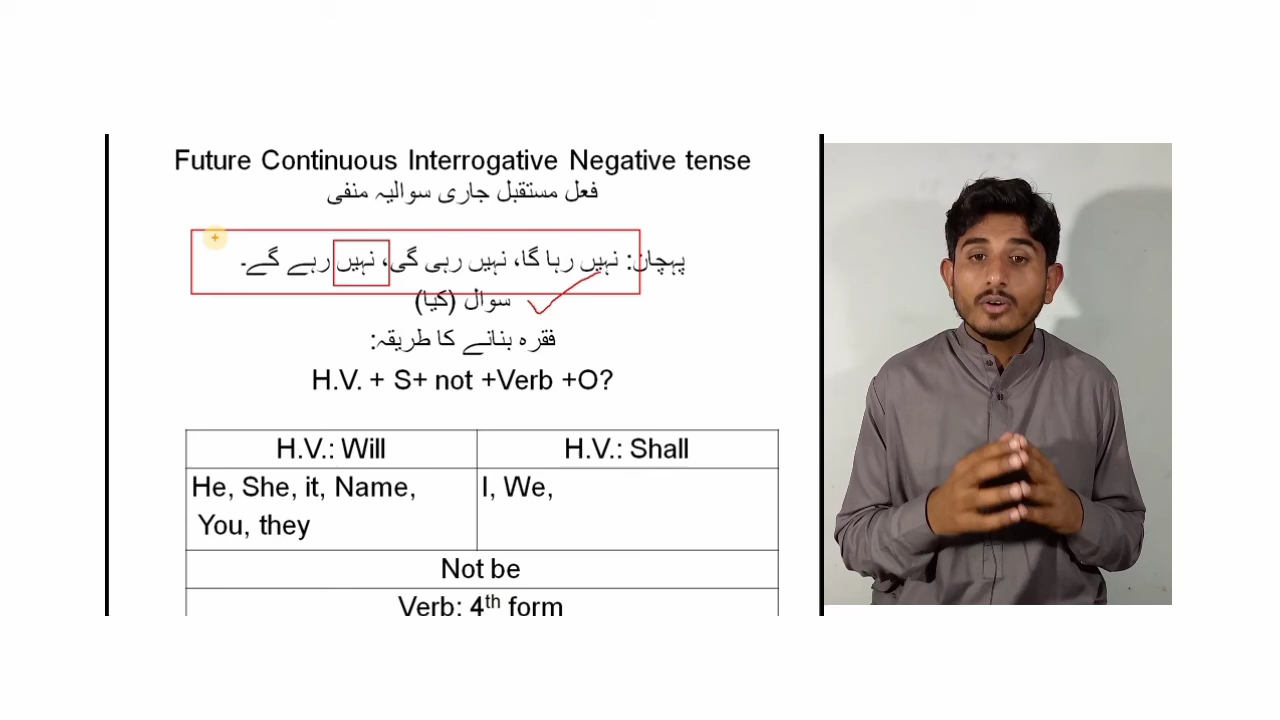 Future Continuous Interrogative Negative tense
فعل مستقبل جاری سوالیہ منفی
پہچان: نہیں رہا گا، نہیں رہی گی، نہیں رہے گے۔
سوال (کیا)
فقرہ بنانے کا طریقہ:
H.V. + S+ not +Verb +O?
H.V.: Will
H.V.: Shall
He, She, it, Name,
You, they
I, We,
Not be
Verb: 4th form